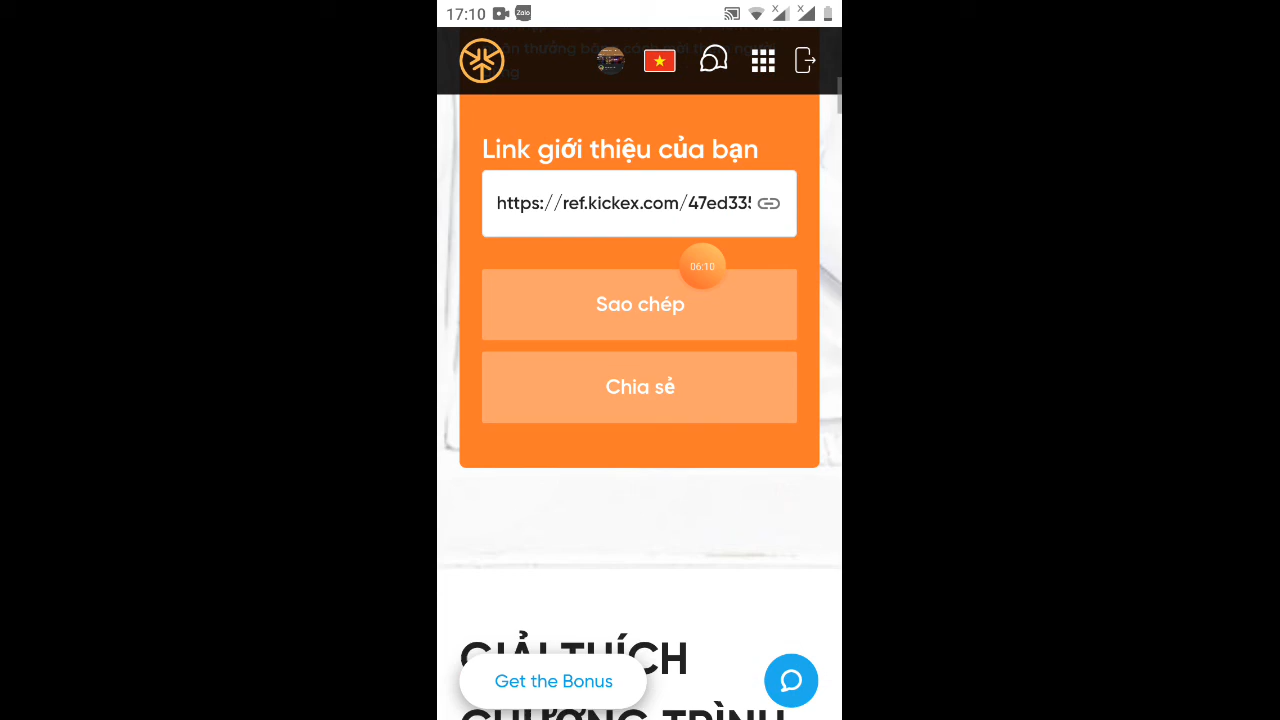 17:10 Zalo
Link giới thiệu của bạn
https://ref.kickex.com/47ed33
06:10
Sao chép
Chia sẻ
GIẢI THÍCH
Get the Bonus
CHƯƠNG TRÌNH